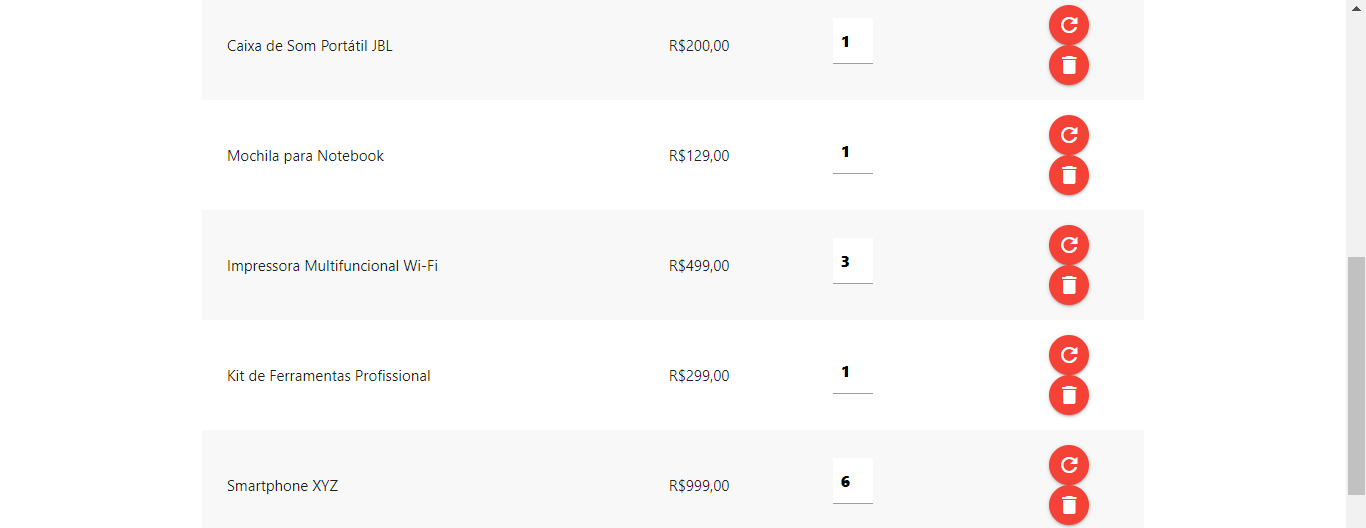 Caixa de Som Portátil JBL R$200,00 1
Mochila para Notebook R$129,00 1
Impressora Multifuncional Wi-Fi R$499,00 3
Kit de Ferramentas Profissional R$299,00 1
Smartphone XYZ R$999,00 6